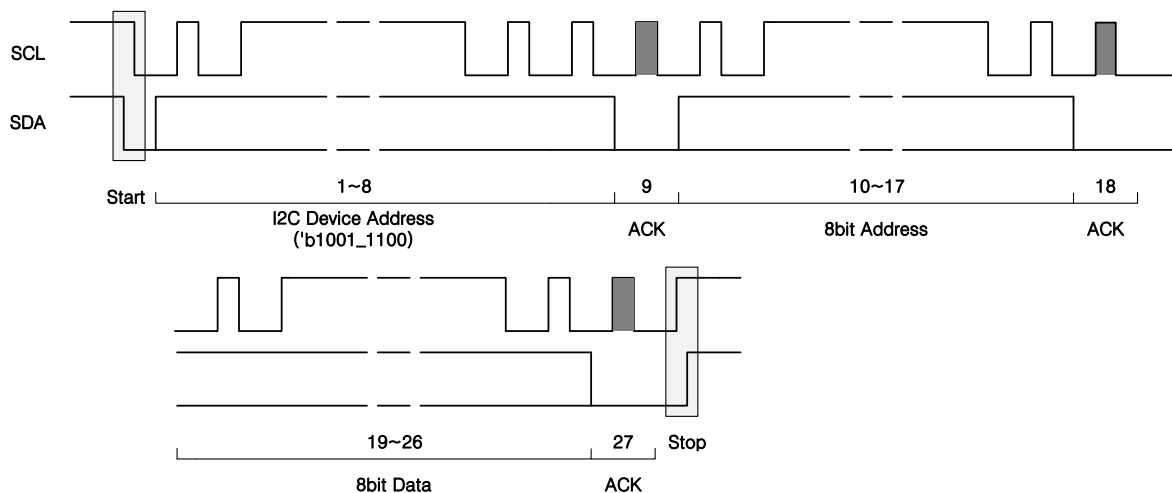 SCL
SDA
Start
1~8
9
10~17
18
I2C Device Address
('b1001_1100)
ACK
8bit Address
ACK
19~26
27
Stop
8bit Data
ACK